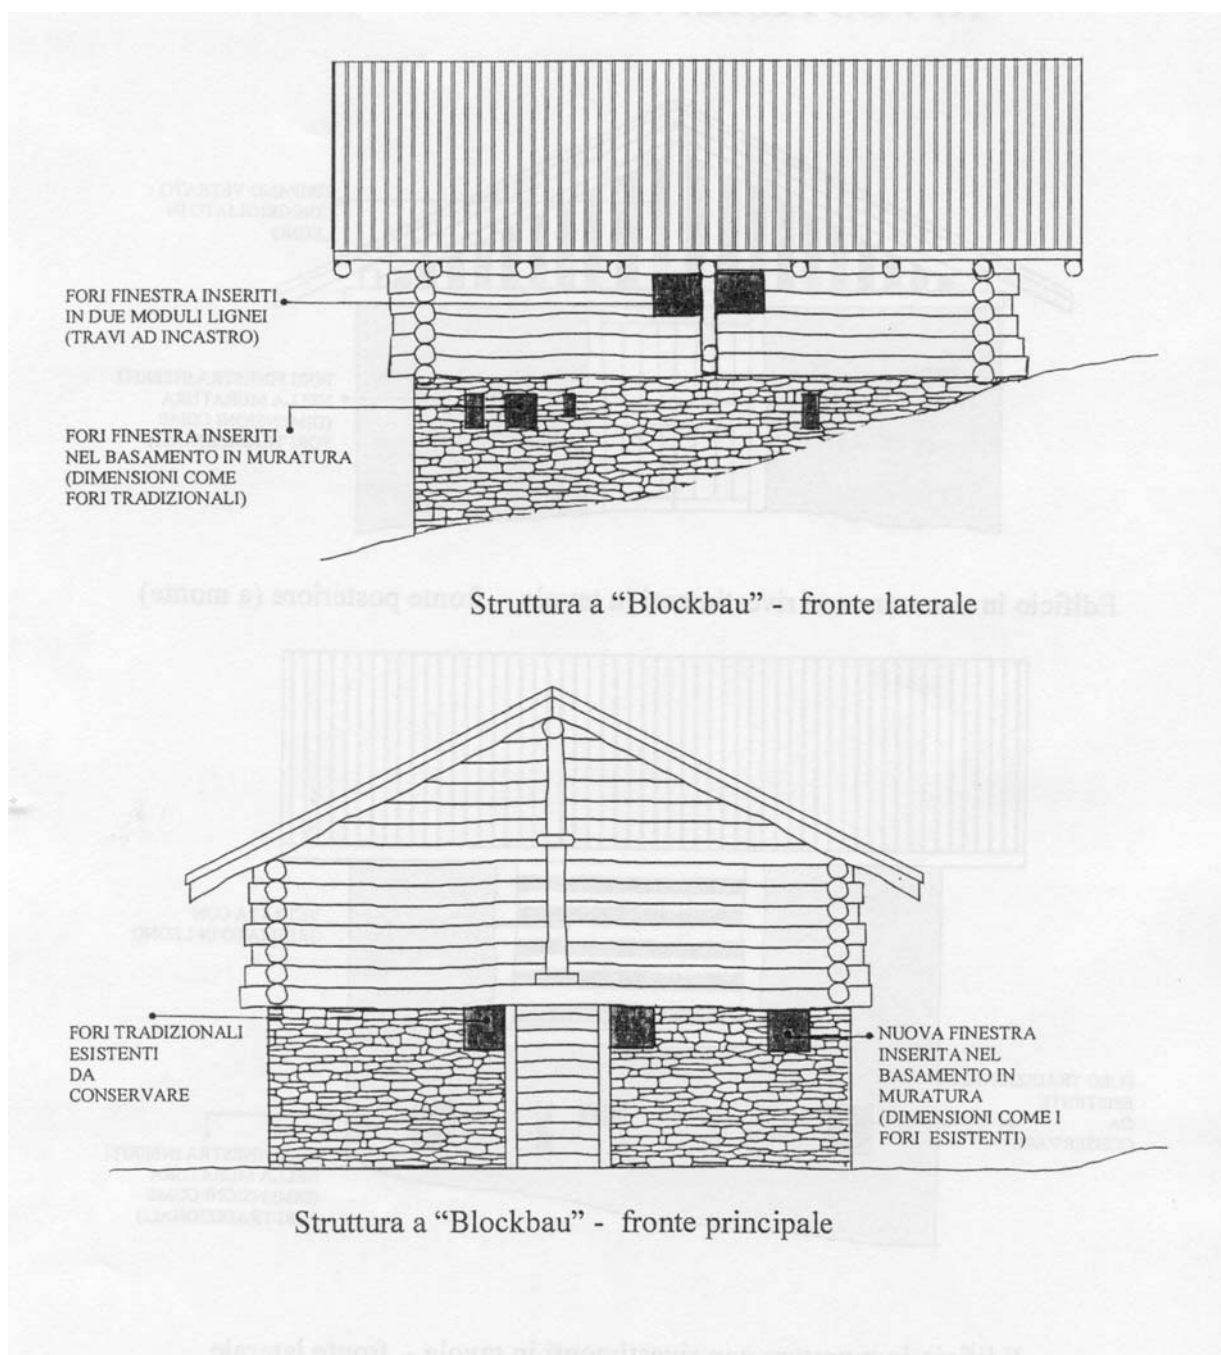 FORI FINESTRA INSERITI
IN DUE MODULI LIGNEI
(TRAVI AD INCASTRO)
FORI FINESTRA INSERITI
NEL BASAMENTO IN MURATURA
(DIMENSIONI COME
FORI TRADIZIONALI)
Struttura a “Blockbau” - fronte laterale
FORI TRADIZIONALI
ESISTENTI
DA
CONSERVARE
NUOVA FINESTRA
INSERITA NEL
BASAMENTO IN
MURATURA
(DIMENSIONI COME I
FORI ESISTENTI)
Struttura a “Blockbau” - fronte principale